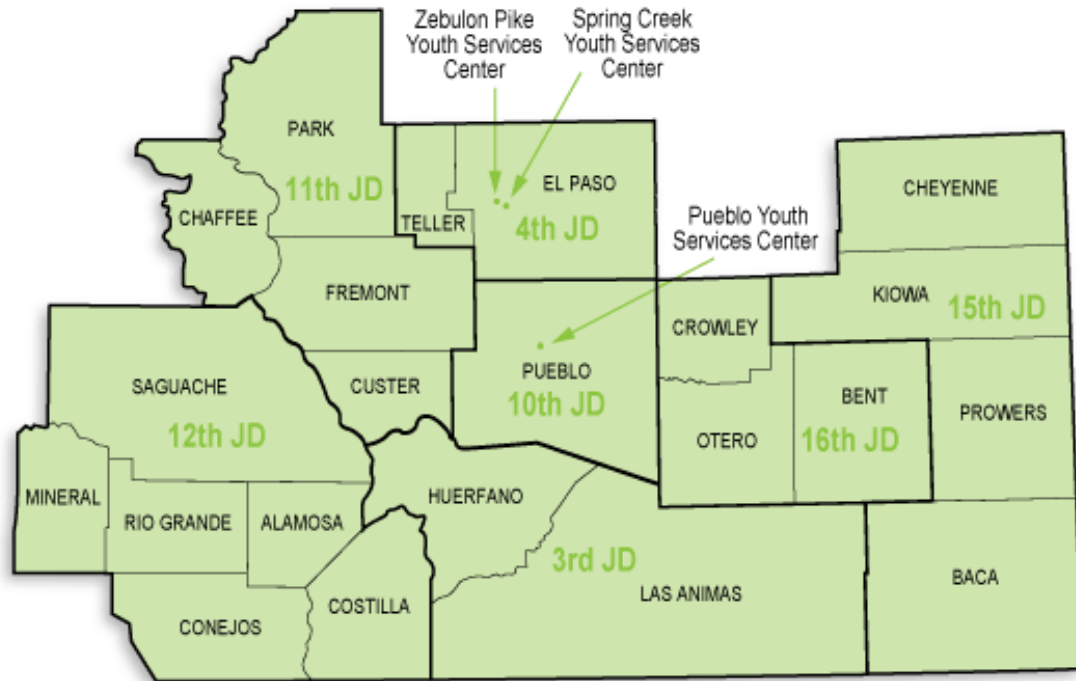 Zebulon Pike
Youth Services
Center
Spring Creek
Youth Services
Center
PARK
11th JD
CHAFFEE
TELLER
EL PASO
4th JD
Pueblo Youth
Services Center
CHEYENNE
KIOWA
15th JD
FREMONT
CROWLEY
SAGUACHE
12th JD
CUSTER
PUEBLO
10th JD
BENT
16th JD
PROWERS
OTERO
MINERAL
RIO GRANDE
ALAMOSA
HUERFANO
3rd JD
LAS ANIMAS
BACA
COSTILLA
CONEJOS